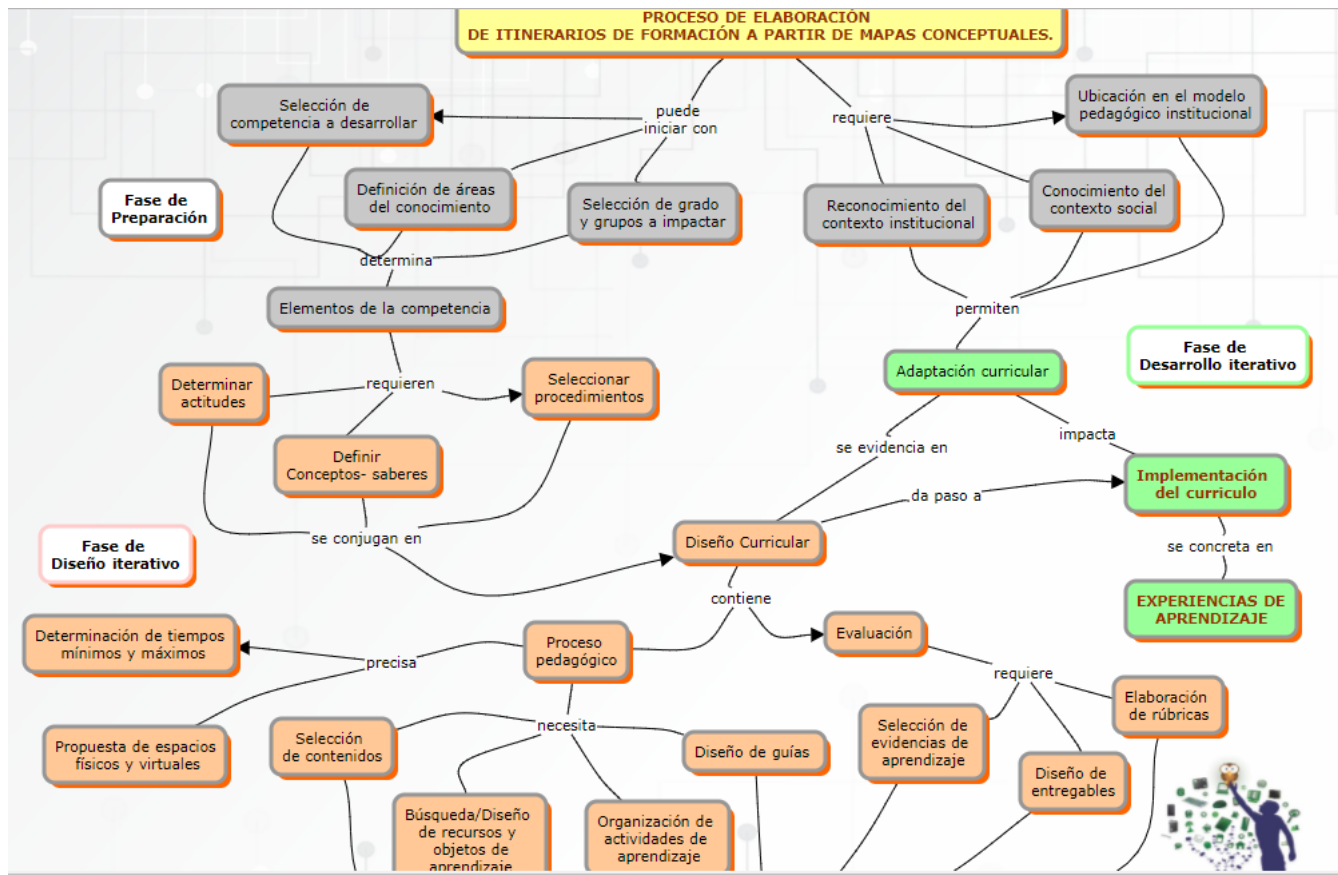 PROCESO DE ELABORACIÓN
DE ITINERARIOS DE FORMACIÓN A PARTIR DE MAPAS CONCEPTUALES.
Selección de
competencia a desarrollar
puede
iniciar con
requiere
Ubicación en el modelo
pedagógico institucional
Fase de
Preparación
Definición de áreas
del conocimiento
Selección de grado
y grupos a impactar
Reconocimiento del
contexto institucional
Conocimiento del
contexto social
determina
Elementos de la competencia
permiten
Fase de
Desarrollo iterativo
Adaptación curricular
Determinar
actitudes
requieren
Seleccionar
procedimientos
Definir
Conceptos- saberes
se evidencia en
impacta
Implementación
del curriculo
da paso a
se conjugan en
Fase de
Diseño iterativo
Diseño Curricular
se concreta en
contiene
EXPERIENCIAS DE
APRENDIZAJE
Determinación de tiempos
mínimos y máximos
precisa
Proceso
pedagógico
Evaluación
requiere
Propuesta de espacios
físicos y virtuales
Selección
de contenidos
necesita
Diseño de guías
Selección de
evidencias de
aprendizaje
Elaboración
de rúbricas
Diseño de
entregables
Búsqueda/Diseño
de recursos y
objetos de
aprendizaje
Organización de
actividades de
aprendizaje